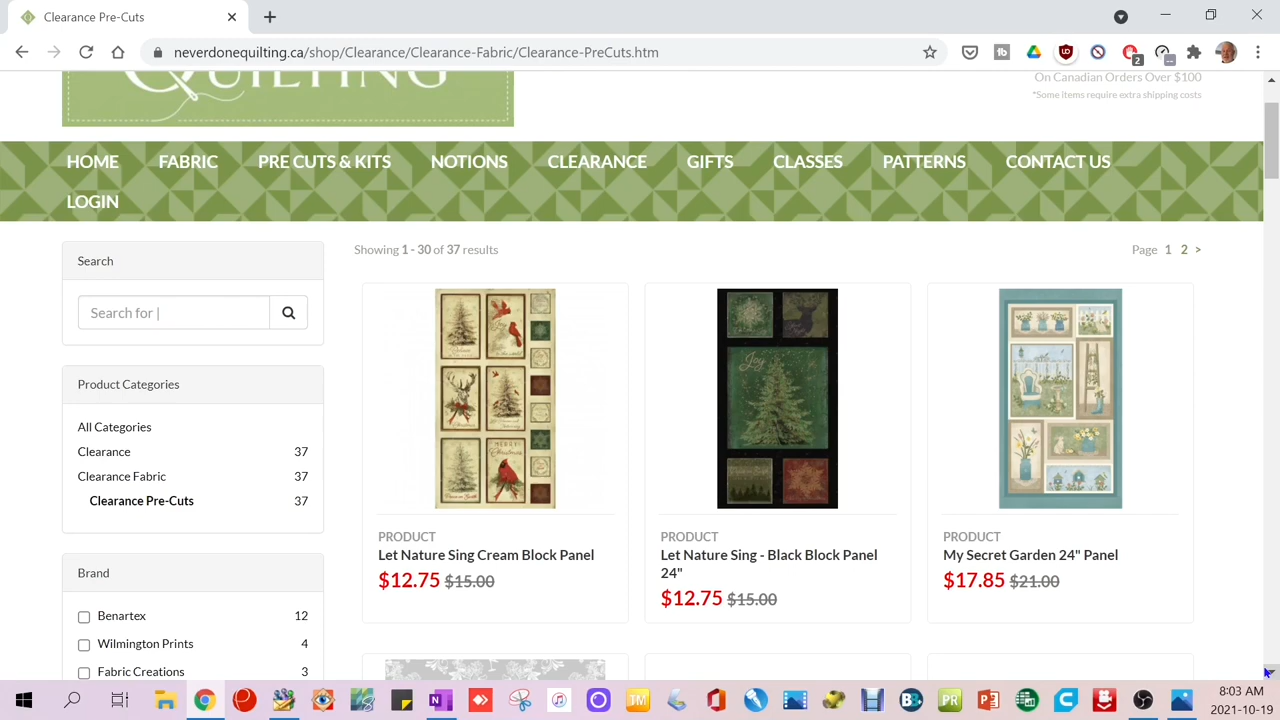 Clearance Pre-Cuts
neverdonequilting.ca/shop/Clearance/Clearance-Fabric/Clearance-PreCuts.htm
QUILTING
On Canadian Orders Over $100
*Some items require extra shipping costs
HOME FABRIC PRE CUTS & KITS NOTIONS CLEARANCE GIFTS CLASSES PATTERNS CONTACT US
LOGIN
Search
Search for |
Product Categories
All Categories
Clearance 37
Clearance Fabric 37
Clearance Pre-Cuts 37
Brand
Benartex 12
Wilmington Prints 4
Fabric Creations 3
Showing 1 - 30 of 37 results
Page 1 2 >
PRODUCT
Let Nature Sing Cream Block Panel
$12.75 $15.00
Joy
PRODUCT
Let Nature Sing - Black Block Panel
24"
$12.75 $15.00
PRODUCT
My Secret Garden 24" Panel
$17.85 $21.00
8:03 AM
2021-10-19